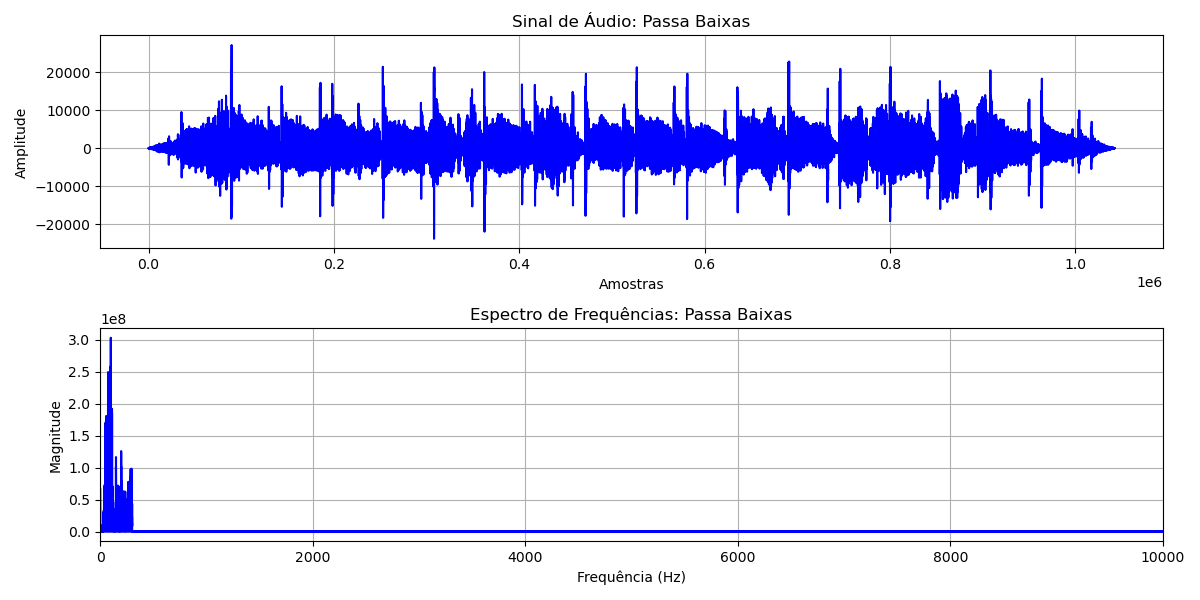 Sinal de Áudio: Passa Baixas
Amplitude
20000
10000
0
−10000
−20000
0.0 0.2 0.4 0.6 0.8 1.0
1e6
Amostras
Espectro de Frequências: Passa Baixas
1e8
Magnitude
3.0
2.5
2.0
1.5
1.0
0.5
0.0
0 2000 4000 6000 8000 10000
Frequência (Hz)